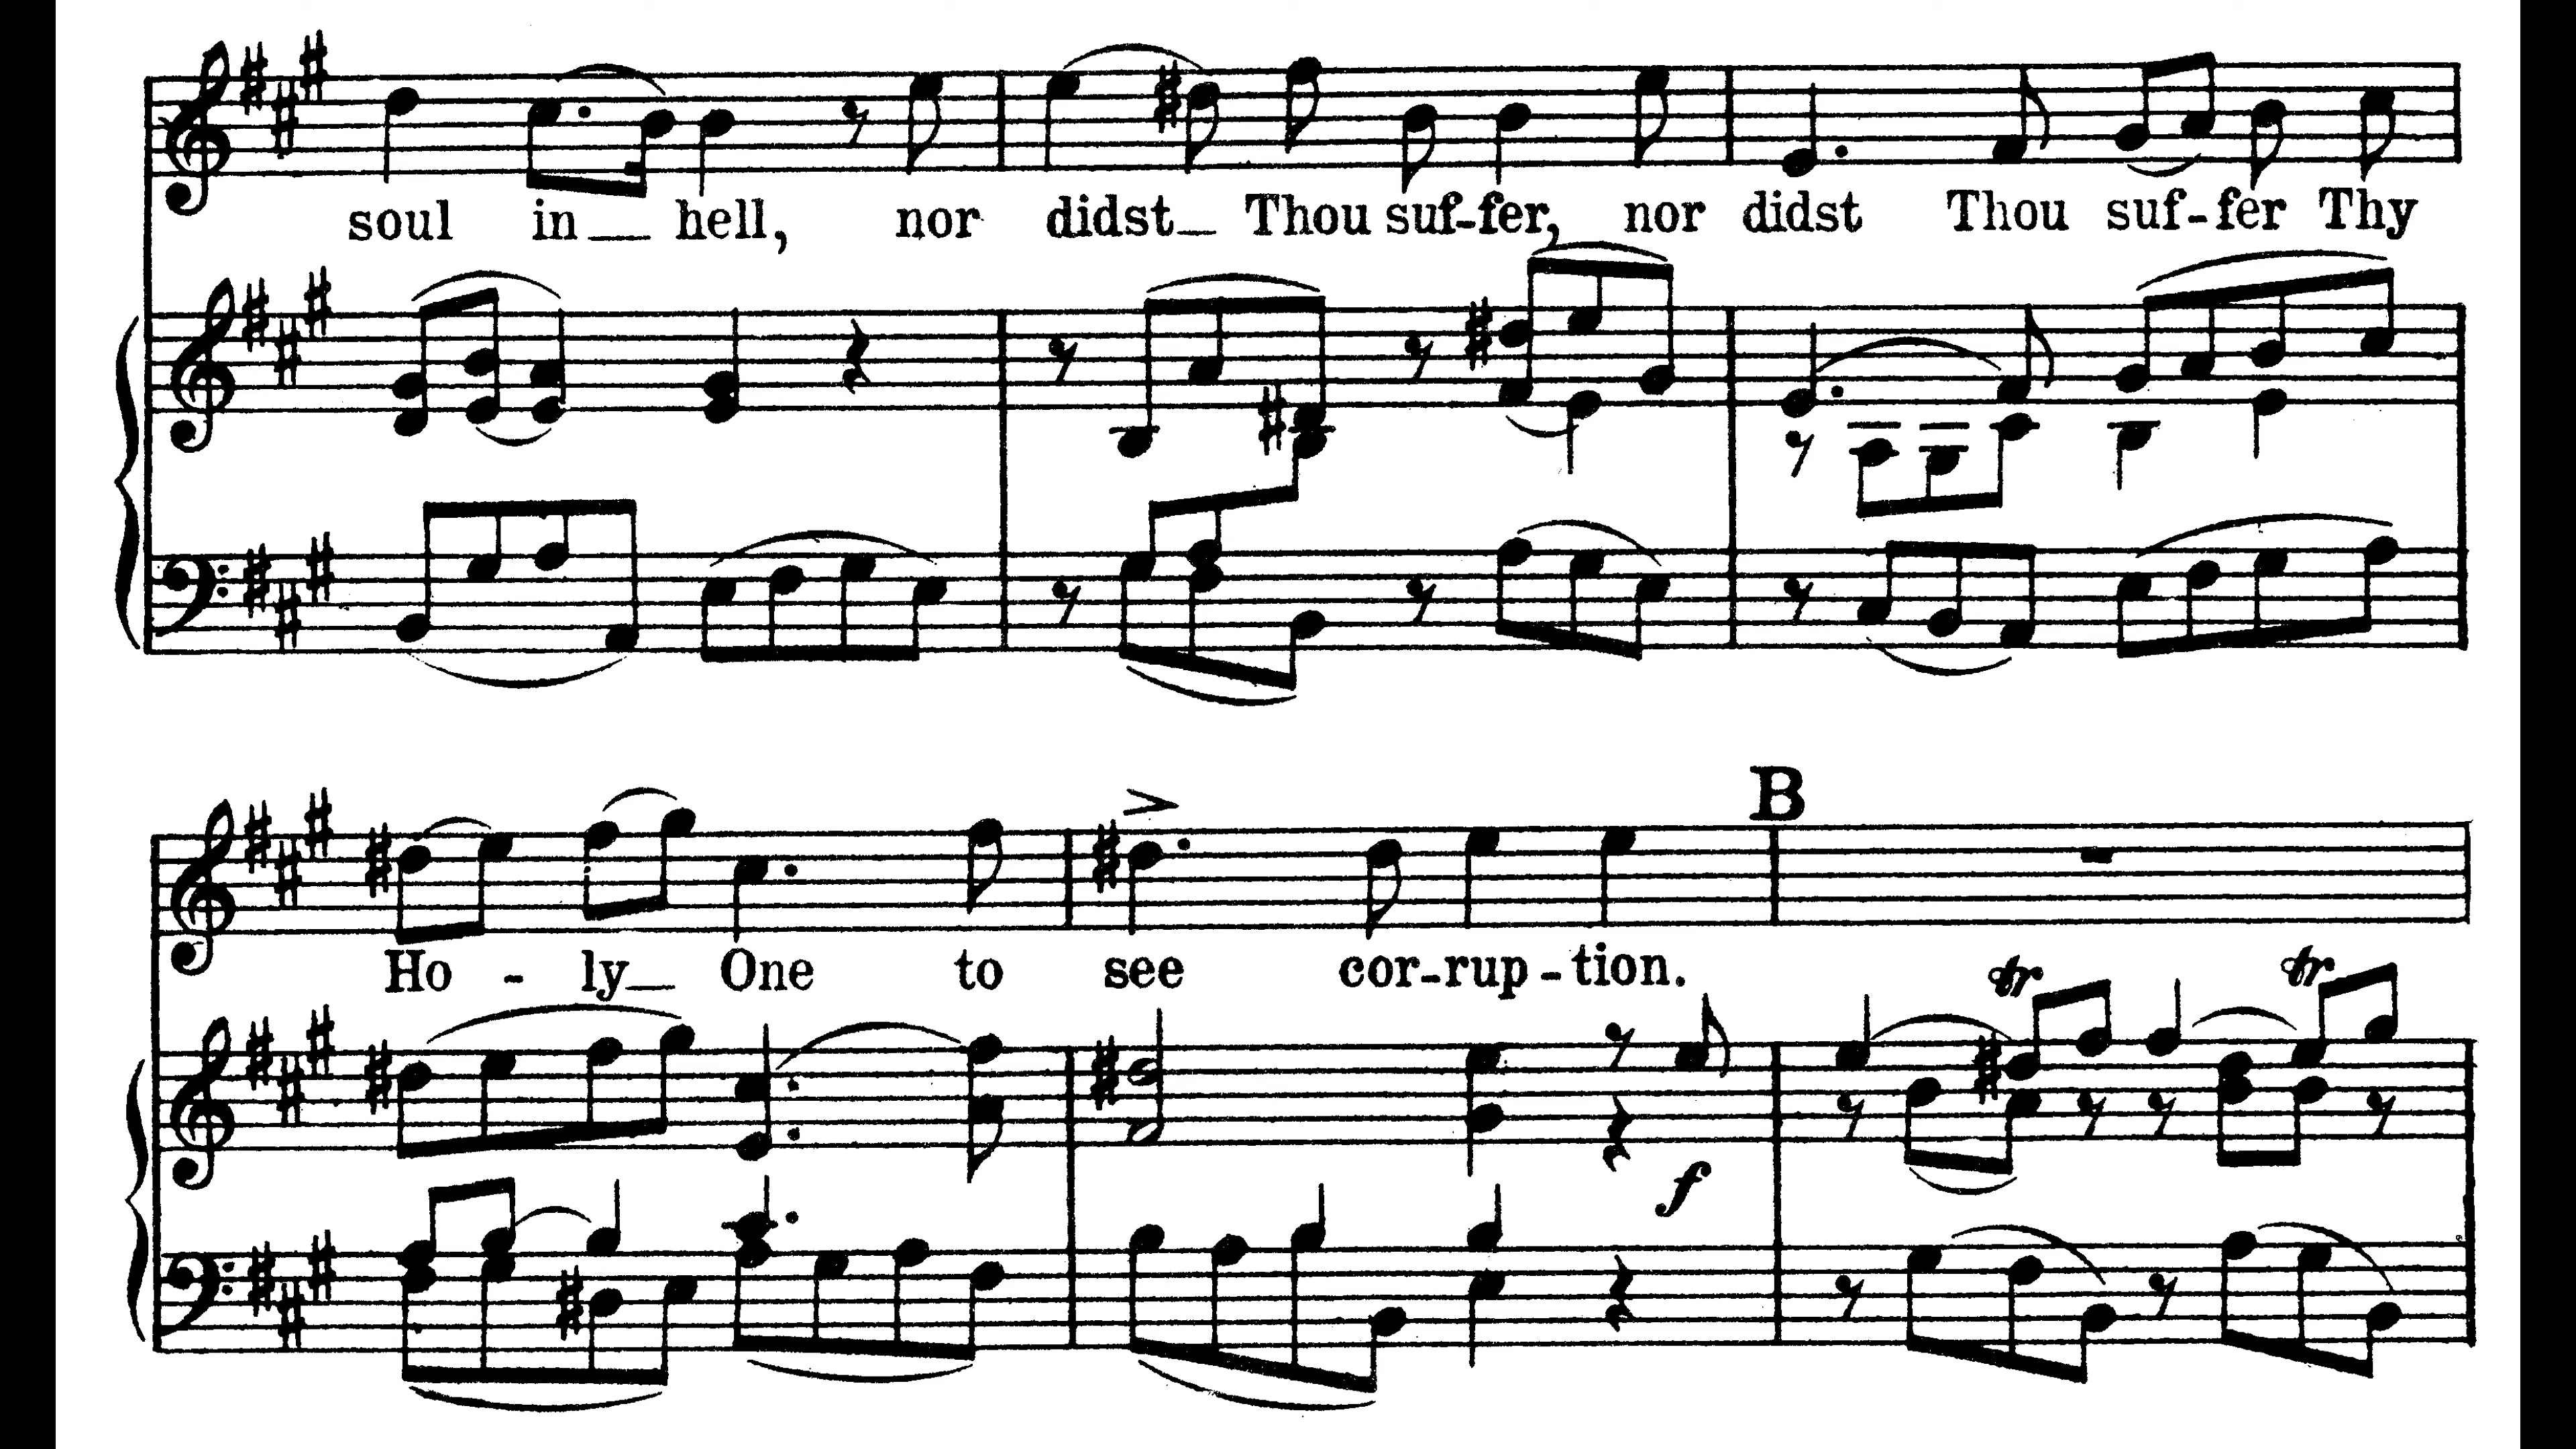 soul in hell, nor didst Thou suf-fer, nor didst Thou suf-fer Thy
B
Ho - ly One to see cor-rup-tion.
tr tr
f